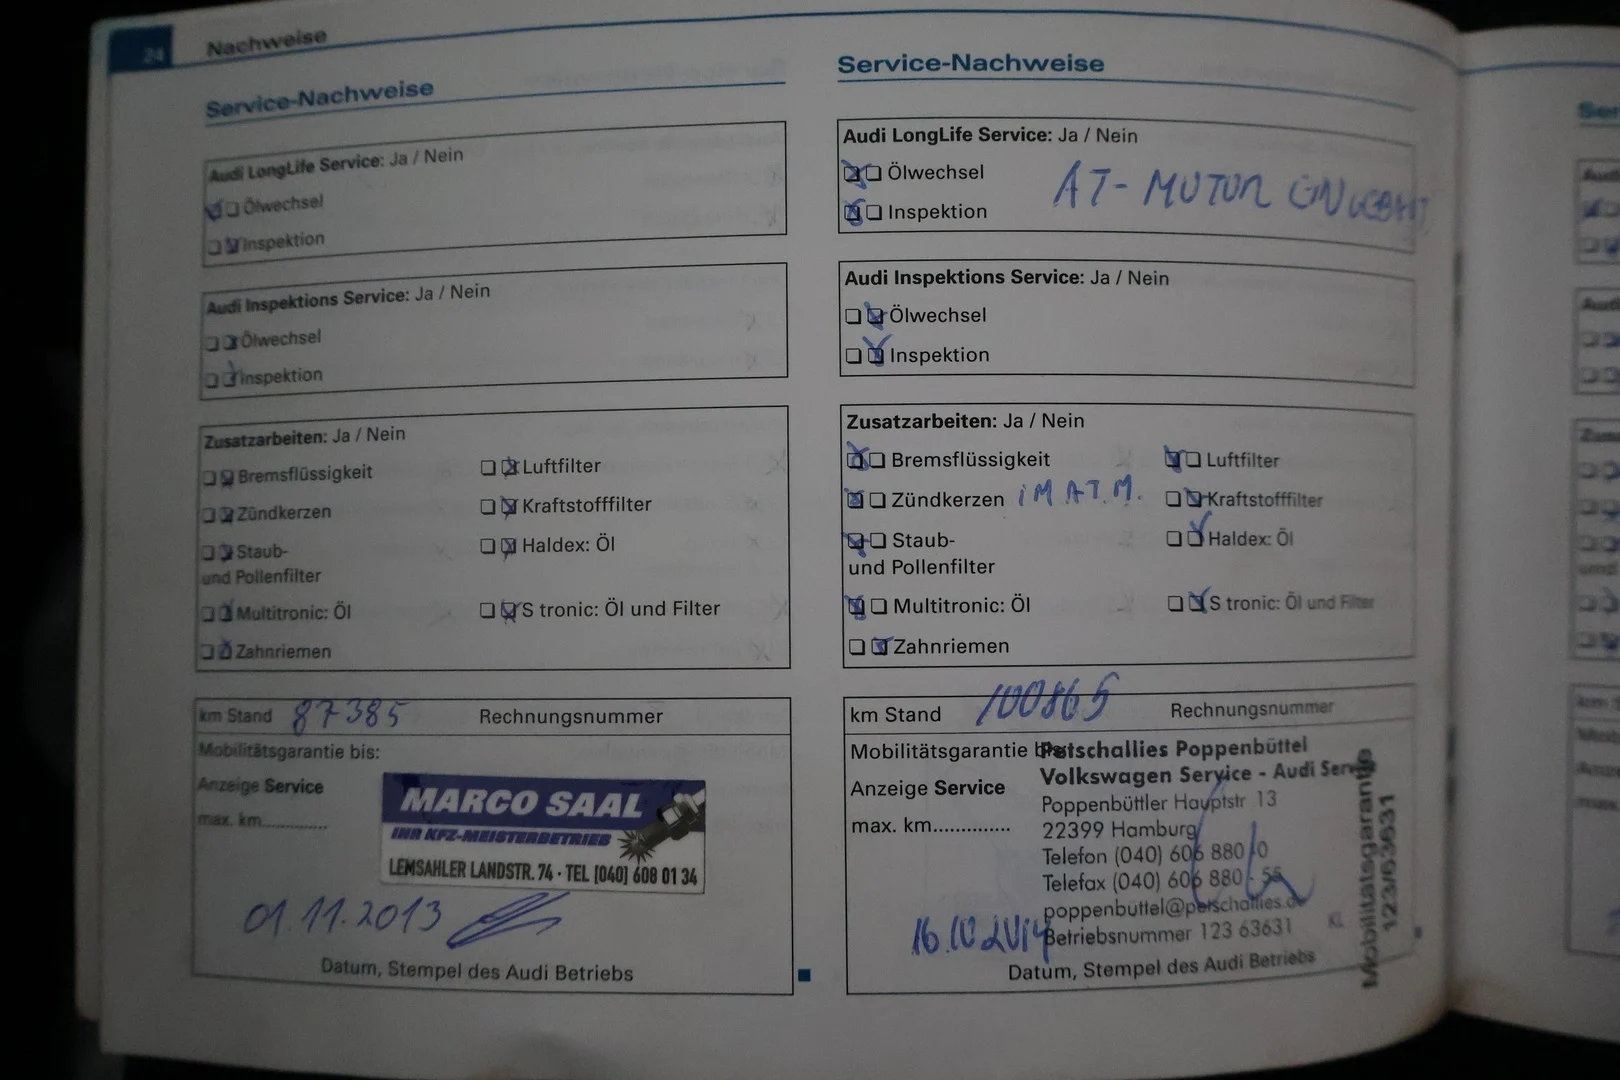 24 Nachweise
Service-Nachweise
Audi LongLife Service: Ja / Nein
Ölwechsel
Inspektion
Audi Inspektions Service: Ja / Nein
Ölwechsel
Inspektion
Zusatzarbeiten: Ja / Nein
Bremsflüssigkeit
Luftfilter
Zündkerzen
Kraftstofffilter
Staub-
und Pollenfilter
Haldex: Öl
Multitronic: Öl
S tronic: Öl und Filter
Zahnriemen
km Stand 87385 Rechnungsnummer
Mobilitätsgarantie bis:
Anzeige Service
max. km..............
MARCO SAAL
IHR KFZ-MEISTERBETRIEB
LEMSAHLER LANDSTR. 74 · TEL [040] 608 01 34
01.11.2013
Datum, Stempel des Audi Betriebs
Service-Nachweise
Audi LongLife Service: Ja / Nein
Ölwechsel
Inspektion
AT-MOTOR
Audi Inspektions Service: Ja / Nein
Ölwechsel
Inspektion
Zusatzarbeiten: Ja / Nein
Bremsflüssigkeit
Luftfilter
Zündkerzen iM A.T.M.
Kraftstofffilter
Staub-
und Pollenfilter
Haldex: Öl
Multitronic: Öl
S tronic: Öl und Filter
Zahnriemen
km Stand 100865 Rechnungsnummer
Mobilitätsgarantie bis
Anzeige Service
max. km..............
Petschallies Poppenbüttel
Volkswagen Service - Audi Service
Poppenbüttler Hauptstr 13
22399 Hamburg
Telefon (040) 606 880 0
Telefax (040) 606 880 - 55
poppenbuttel@petschallies.de
Betriebsnummer 123 63631 KL
16.10.2014
Mobilitätsgarantie
123/63631
Datum, Stempel des Audi Betriebs